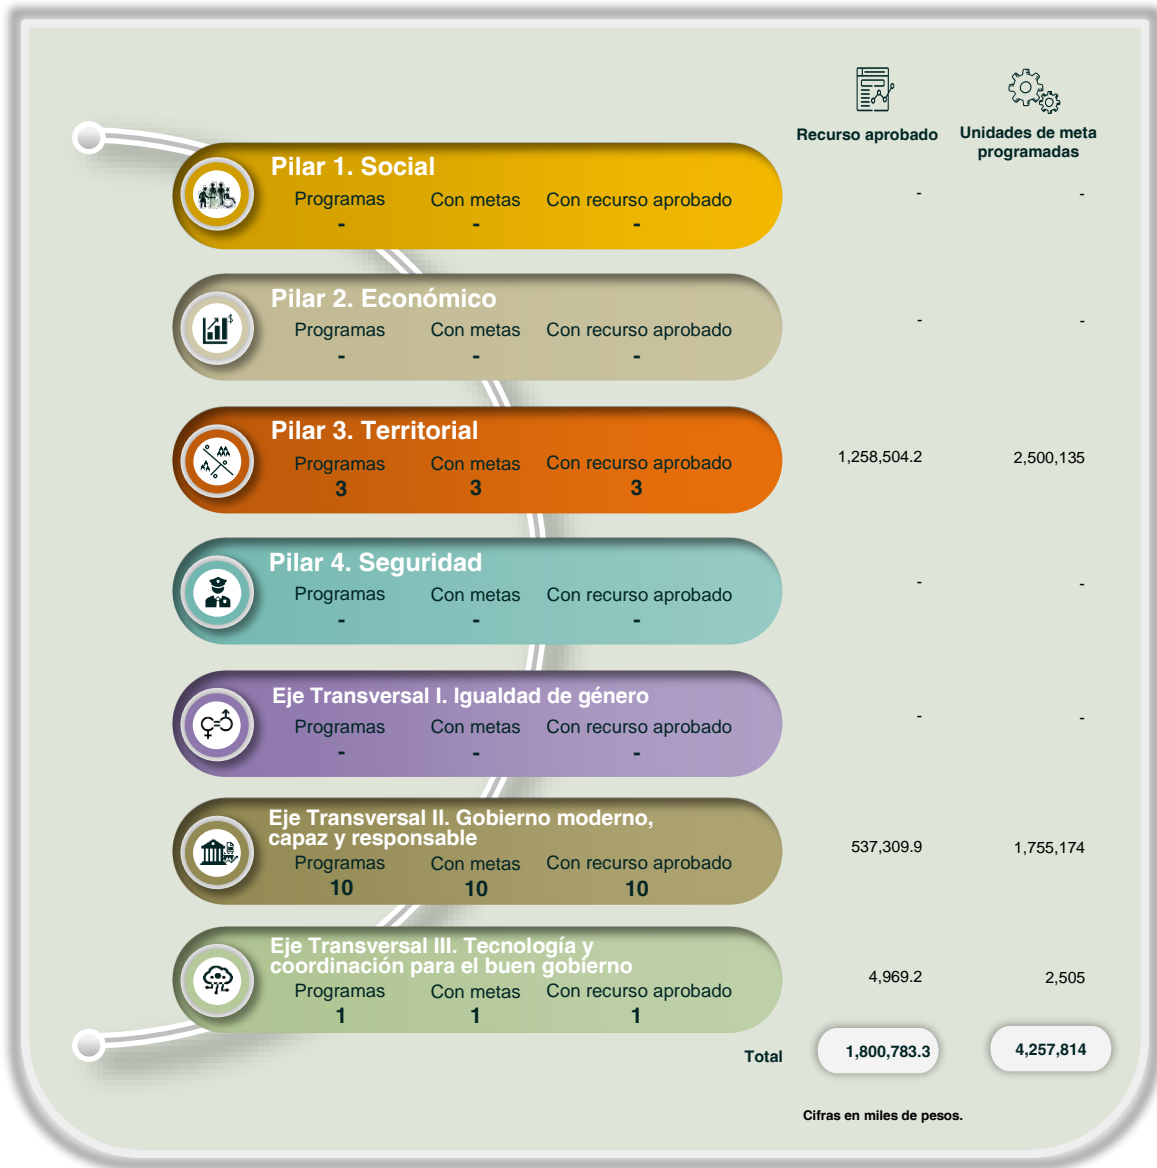 Recurso aprobado
Unidades de meta
programadas
Pilar 1. Social
Programas Con metas Con recurso aprobado
- - -
- -
Pilar 2. Económico
Programas Con metas Con recurso aprobado
- - -
- -
Pilar 3. Territorial
Programas Con metas Con recurso aprobado
3 3 3
1,258,504.2 2,500,135
Pilar 4. Seguridad
Programas Con metas Con recurso aprobado
- - -
- -
Eje Transversal I. Igualdad de género
Programas Con metas Con recurso aprobado
- - -
- -
Eje Transversal II. Gobierno moderno,
capaz y responsable
Programas Con metas Con recurso aprobado
10 10 10
537,309.9 1,755,174
Eje Transversal III. Tecnología y
coordinación para el buen gobierno
Programas Con metas Con recurso aprobado
1 1 1
4,969.2 2,505
Total 1,800,783.3 4,257,814
Cifras en miles de pesos.